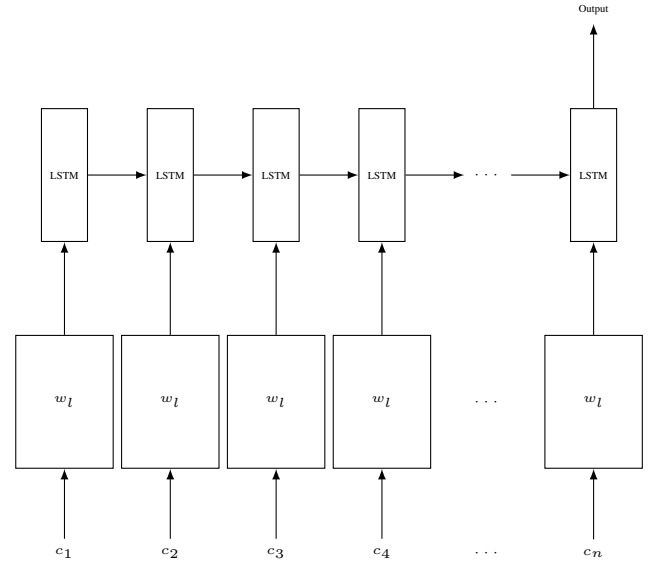 Output
LSTM LSTM LSTM LSTM · · · LSTM
w_l w_l w_l w_l · · · w_l
c_1 c_2 c_3 c_4 · · · c_n